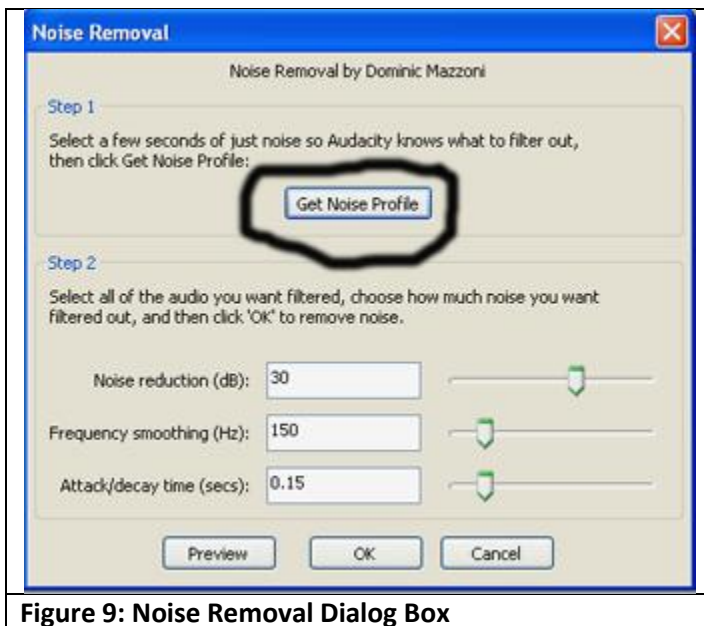 Noise Removal
Noise Removal by Dominic Mazzoni
Step 1
Select a few seconds of just noise so Audacity knows what to filter out,
then click Get Noise Profile:
Get Noise Profile
Step 2
Select all of the audio you want filtered, choose how much noise you want
filtered out, and then click 'OK' to remove noise.
Noise reduction (dB): 30
Frequency smoothing (Hz): 150
Attack/decay time (secs): 0.15
Preview OK Cancel
Figure 9: Noise Removal Dialog Box